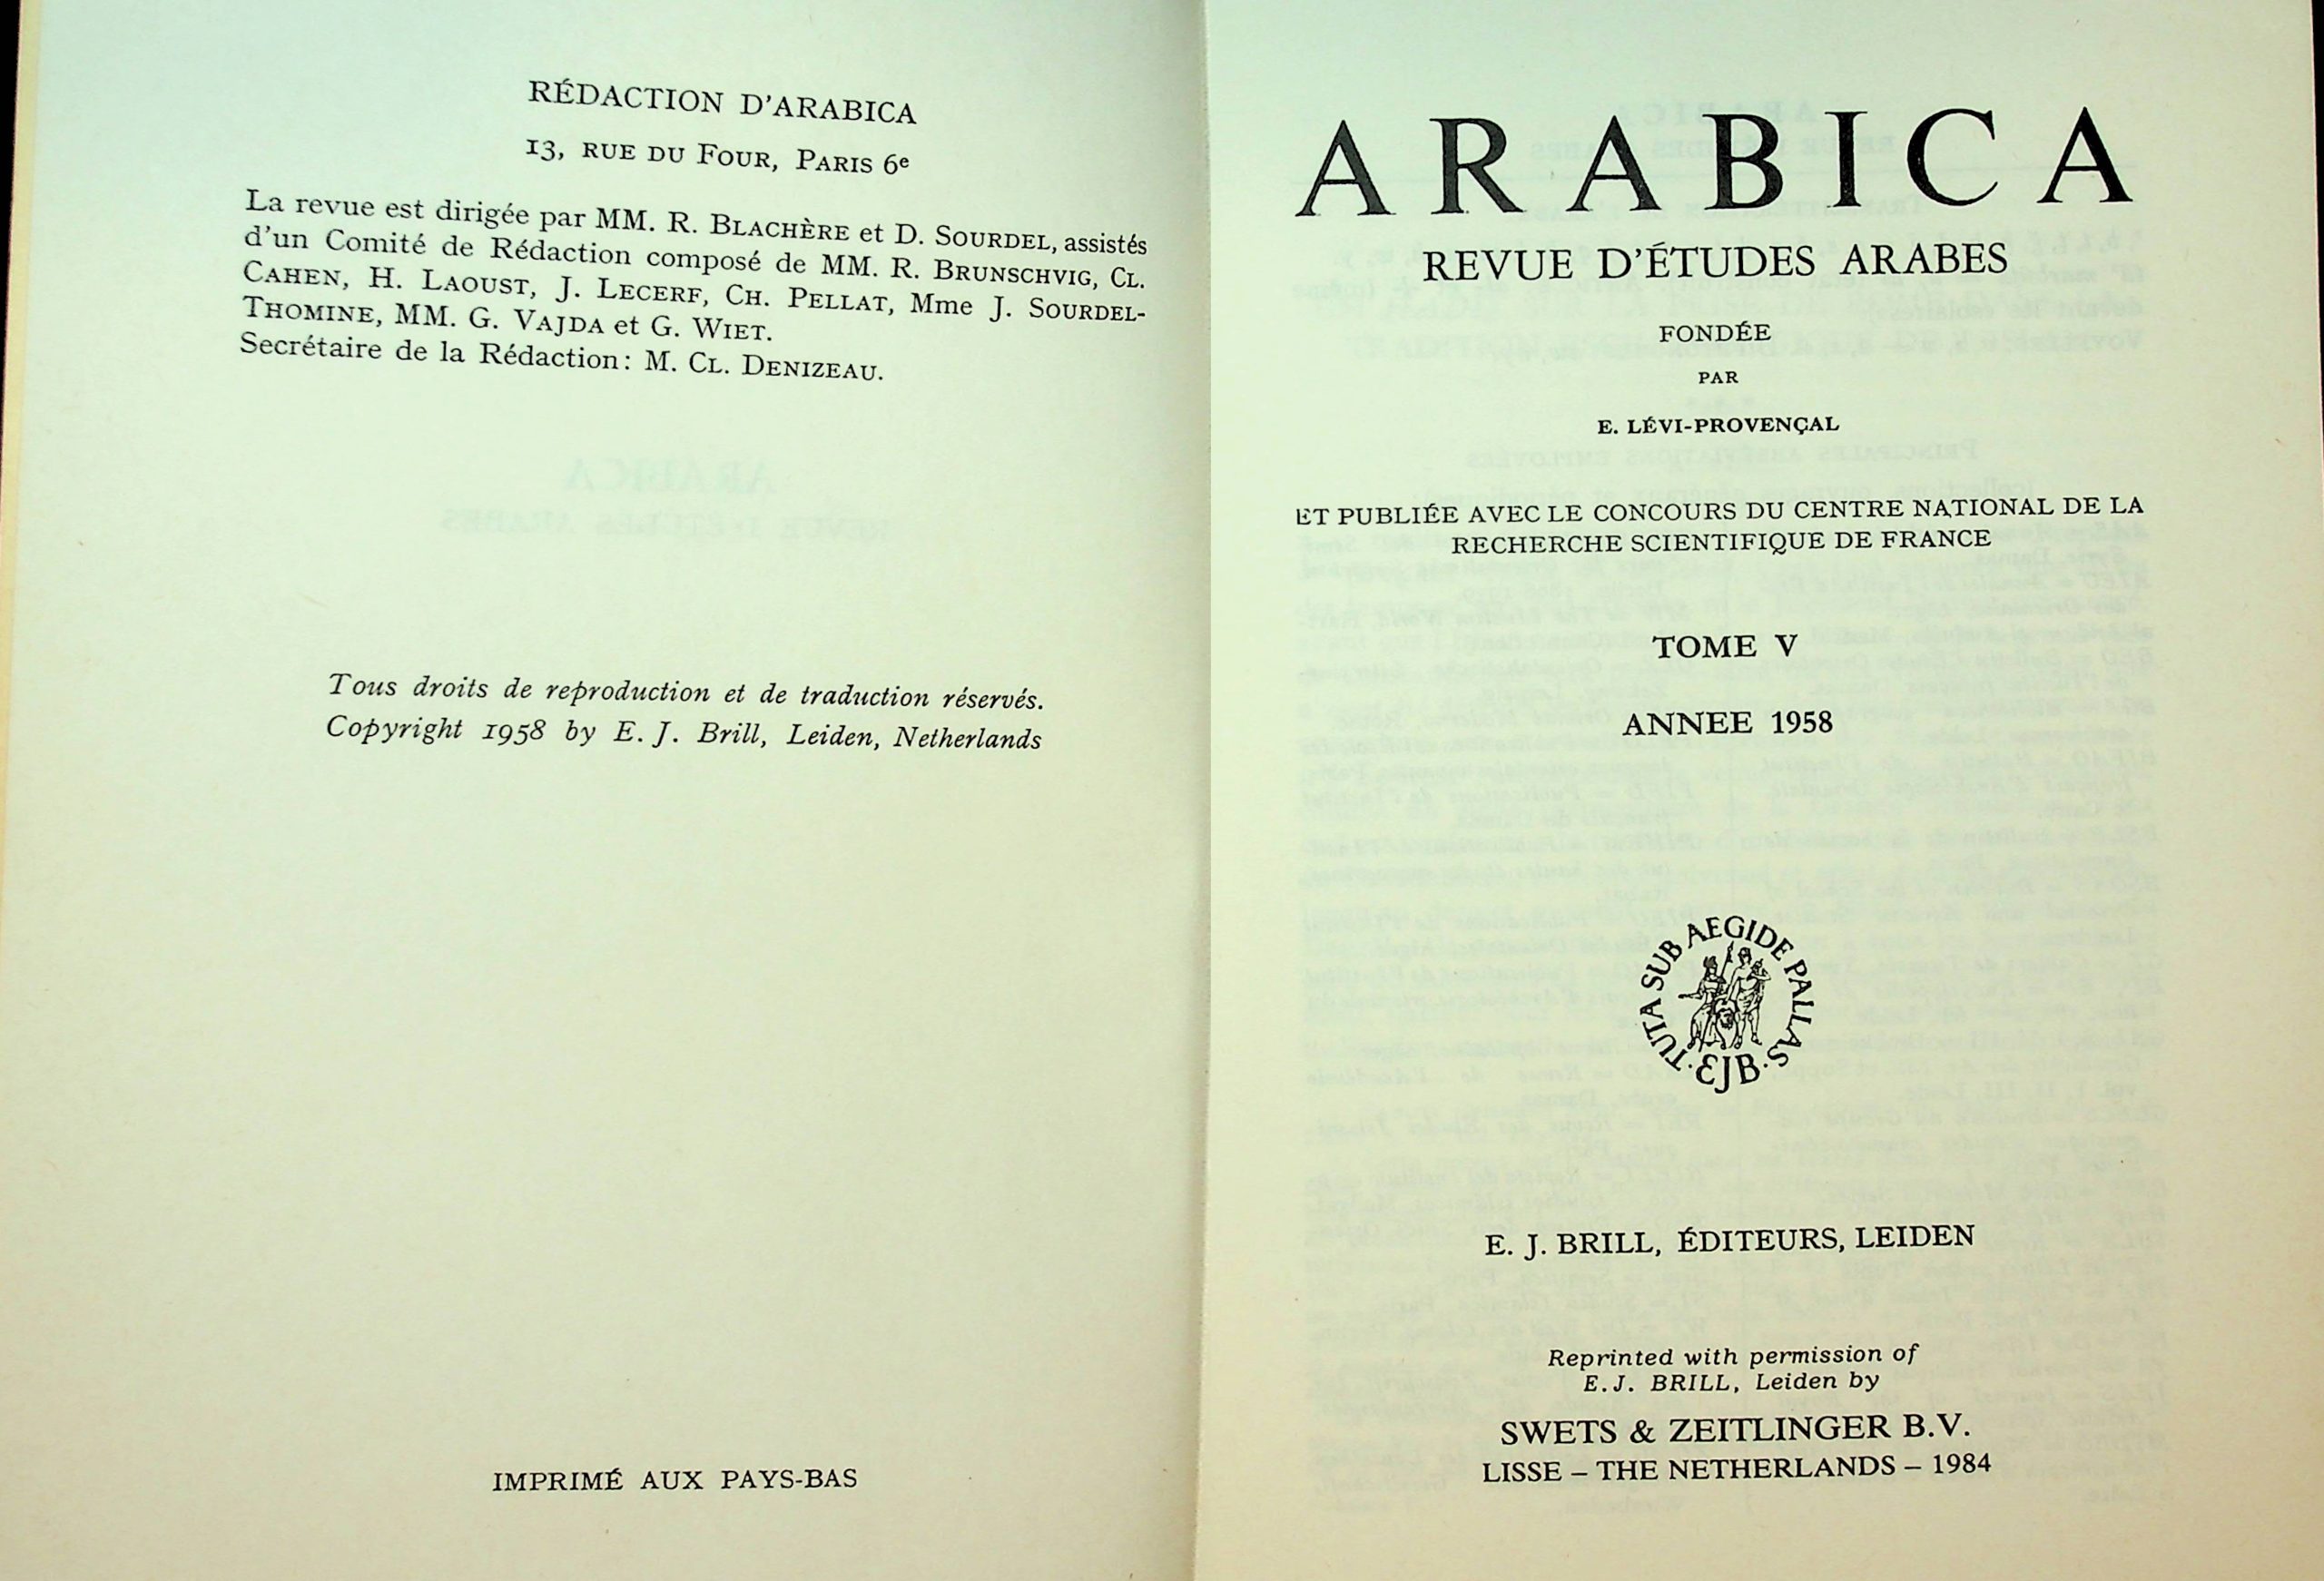 RÉDACTION D'ARABICA
13, RUE DU FOUR, PARIS 6e
La revue est dirigée par MM. R. BLACHÈRE et D. SOURDEL, assistés
d'un Comité de Rédaction composé de MM. R. BRUNSCHVIG, CL.
CAHEN, H. LAOUST, J. LECERF, CH. PELLAT, Mme J. SOURDEL-
THOMINE, MM. G. VAJDA et G. WIET.
Secrétaire de la Rédaction: M. CL. DENIZEAU.
Tous droits de reproduction et de traduction réservés.
Copyright 1958 by E. J. Brill, Leiden, Netherlands
IMPRIMÉ AUX PAYS-BAS
ARABICA
REVUE D'ÉTUDES ARABES
FONDÉE
PAR
E. LÉVI-PROVENÇAL
ET PUBLIÉE AVEC LE CONCOURS DU CENTRE NATIONAL DE LA
RECHERCHE SCIENTIFIQUE DE FRANCE
TOME V
ANNEE 1958
TUTA SUB AEGIDE PALLAS
·EJB·
E. J. BRILL, ÉDITEURS, LEIDEN
Reprinted with permission of
E.J. BRILL, Leiden by
SWETS & ZEITLINGER B.V.
LISSE – THE NETHERLANDS – 1984